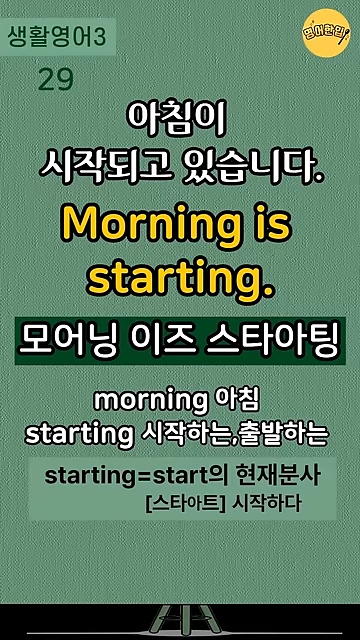 생활영어3
영어한입
29
아침이
시작되고 있습니다.
Morning is
starting.
모어닝 이즈 스타아팅
morning 아침
starting 시작하는,출발하는
starting=start의 현재분사
[스타아트] 시작하다